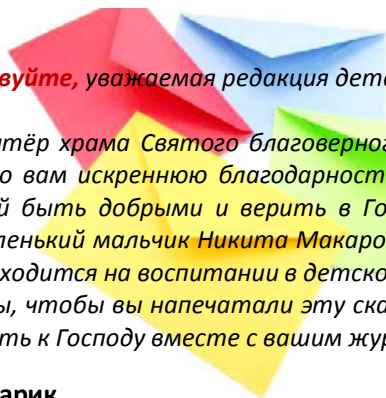 вуйте, уважаемая редакция дет
тёр храма Святого благоверног
о вам искреннюю благодарност
й быть добрыми и верить в Го
ленький мальчик Никита Макаро
ходится на воспитании в детско
ы, чтобы вы напечатали эту ска
ть к Господу вместе с вашим жур
арик